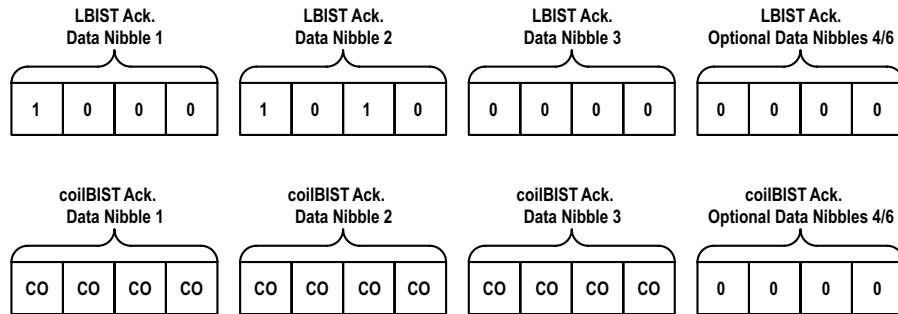 LBIST Ack. LBIST Ack. LBIST Ack. LBIST Ack.
Data Nibble 1 Data Nibble 2 Data Nibble 3 Optional Data Nibbles 4/6
1 0 0 0 1 0 1 0 0 0 0 0 0 0 0 0
coilBIST Ack. coilBIST Ack. coilBIST Ack. coilBIST Ack.
Data Nibble 1 Data Nibble 2 Data Nibble 3 Optional Data Nibbles 4/6
CO CO CO CO CO CO CO CO CO CO CO CO 0 0 0 0